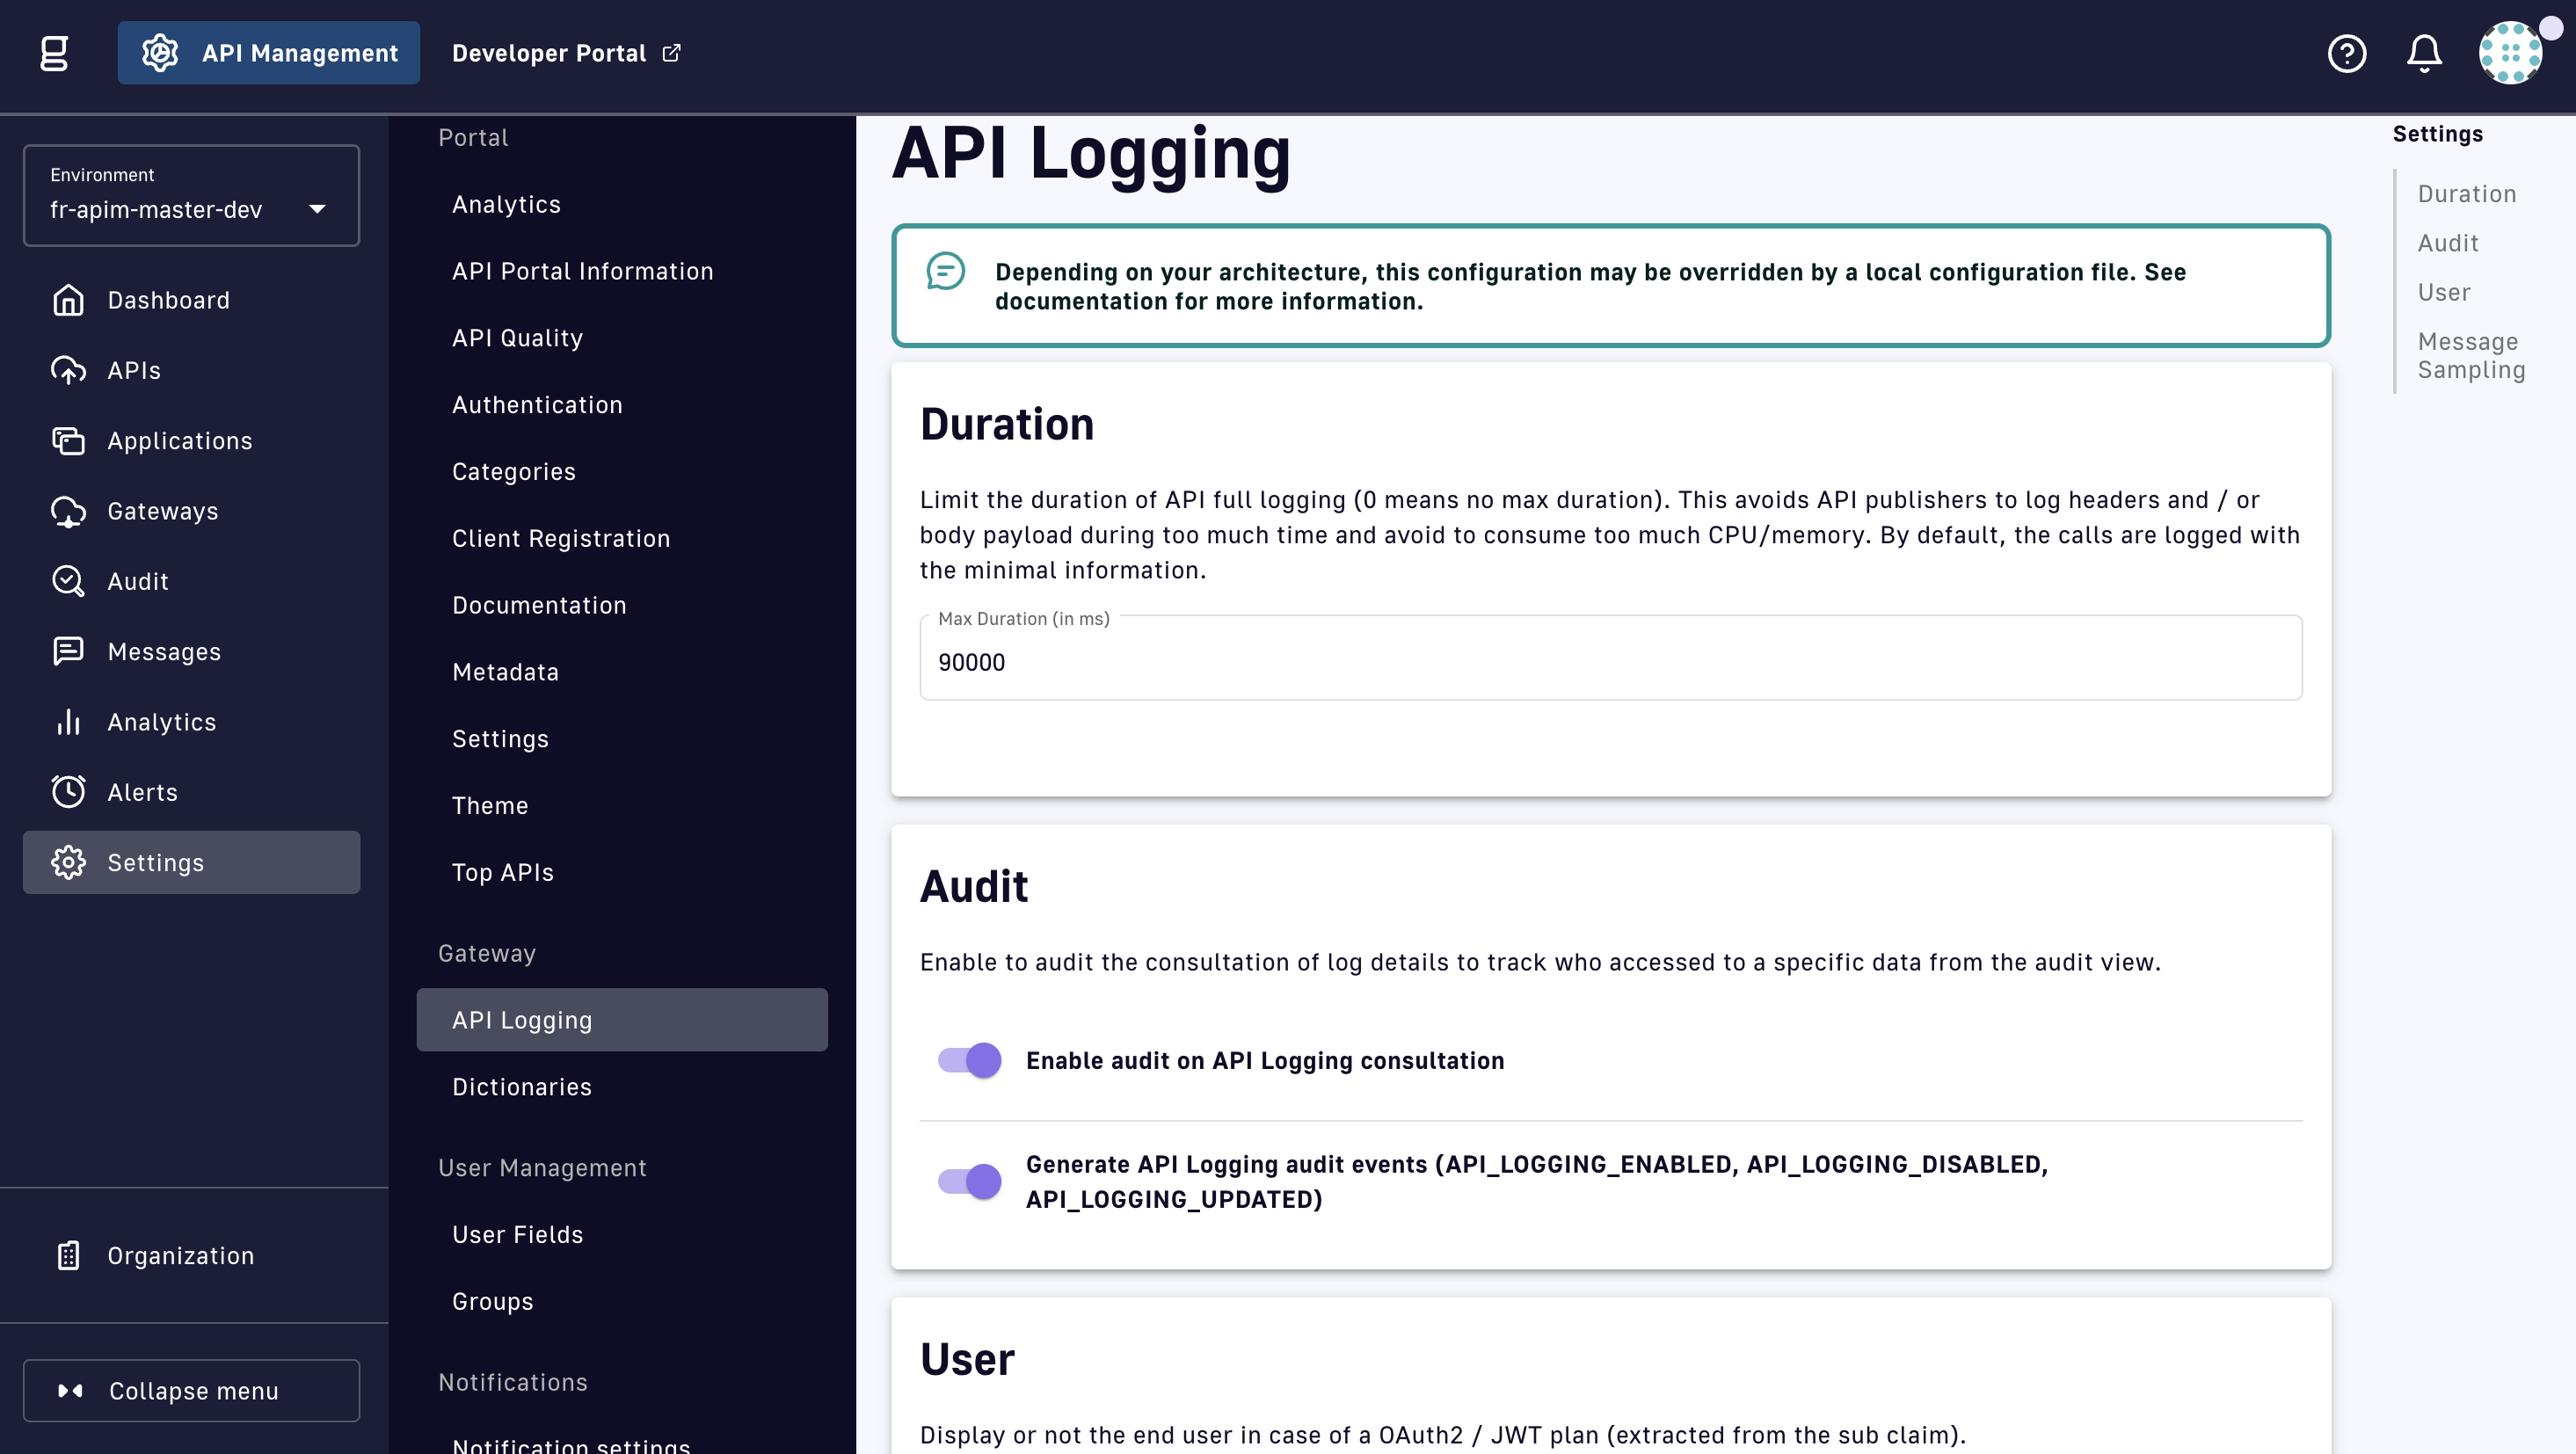 API Management
Developer Portal
Environment
fr-apim-master-dev
Dashboard
APIs
Applications
Gateways
Audit
Messages
Analytics
Alerts
Settings
Organization
Collapse menu
Portal
Analytics
API Portal Information
API Quality
Authentication
Categories
Client Registration
Documentation
Metadata
Settings
Theme
Top APIs
Gateway
API Logging
Dictionaries
User Management
User Fields
Groups
Notifications
Notification settings
API Logging
Depending on your architecture, this configuration may be overridden by a local configuration file. See
documentation for more information.
Duration
Limit the duration of API full logging (0 means no max duration). This avoids API publishers to log headers and / or
body payload during too much time and avoid to consume too much CPU/memory. By default, the calls are logged with
the minimal information.
Max Duration (in ms)
90000
Audit
Enable to audit the consultation of log details to track who accessed to a specific data from the audit view.
Enable audit on API Logging consultation
Generate API Logging audit events (API_LOGGING_ENABLED, API_LOGGING_DISABLED,
API_LOGGING_UPDATED)
User
Display or not the end user in case of a OAuth2 / JWT plan (extracted from the sub claim).
Settings
Duration
Audit
User
Message
Sampling